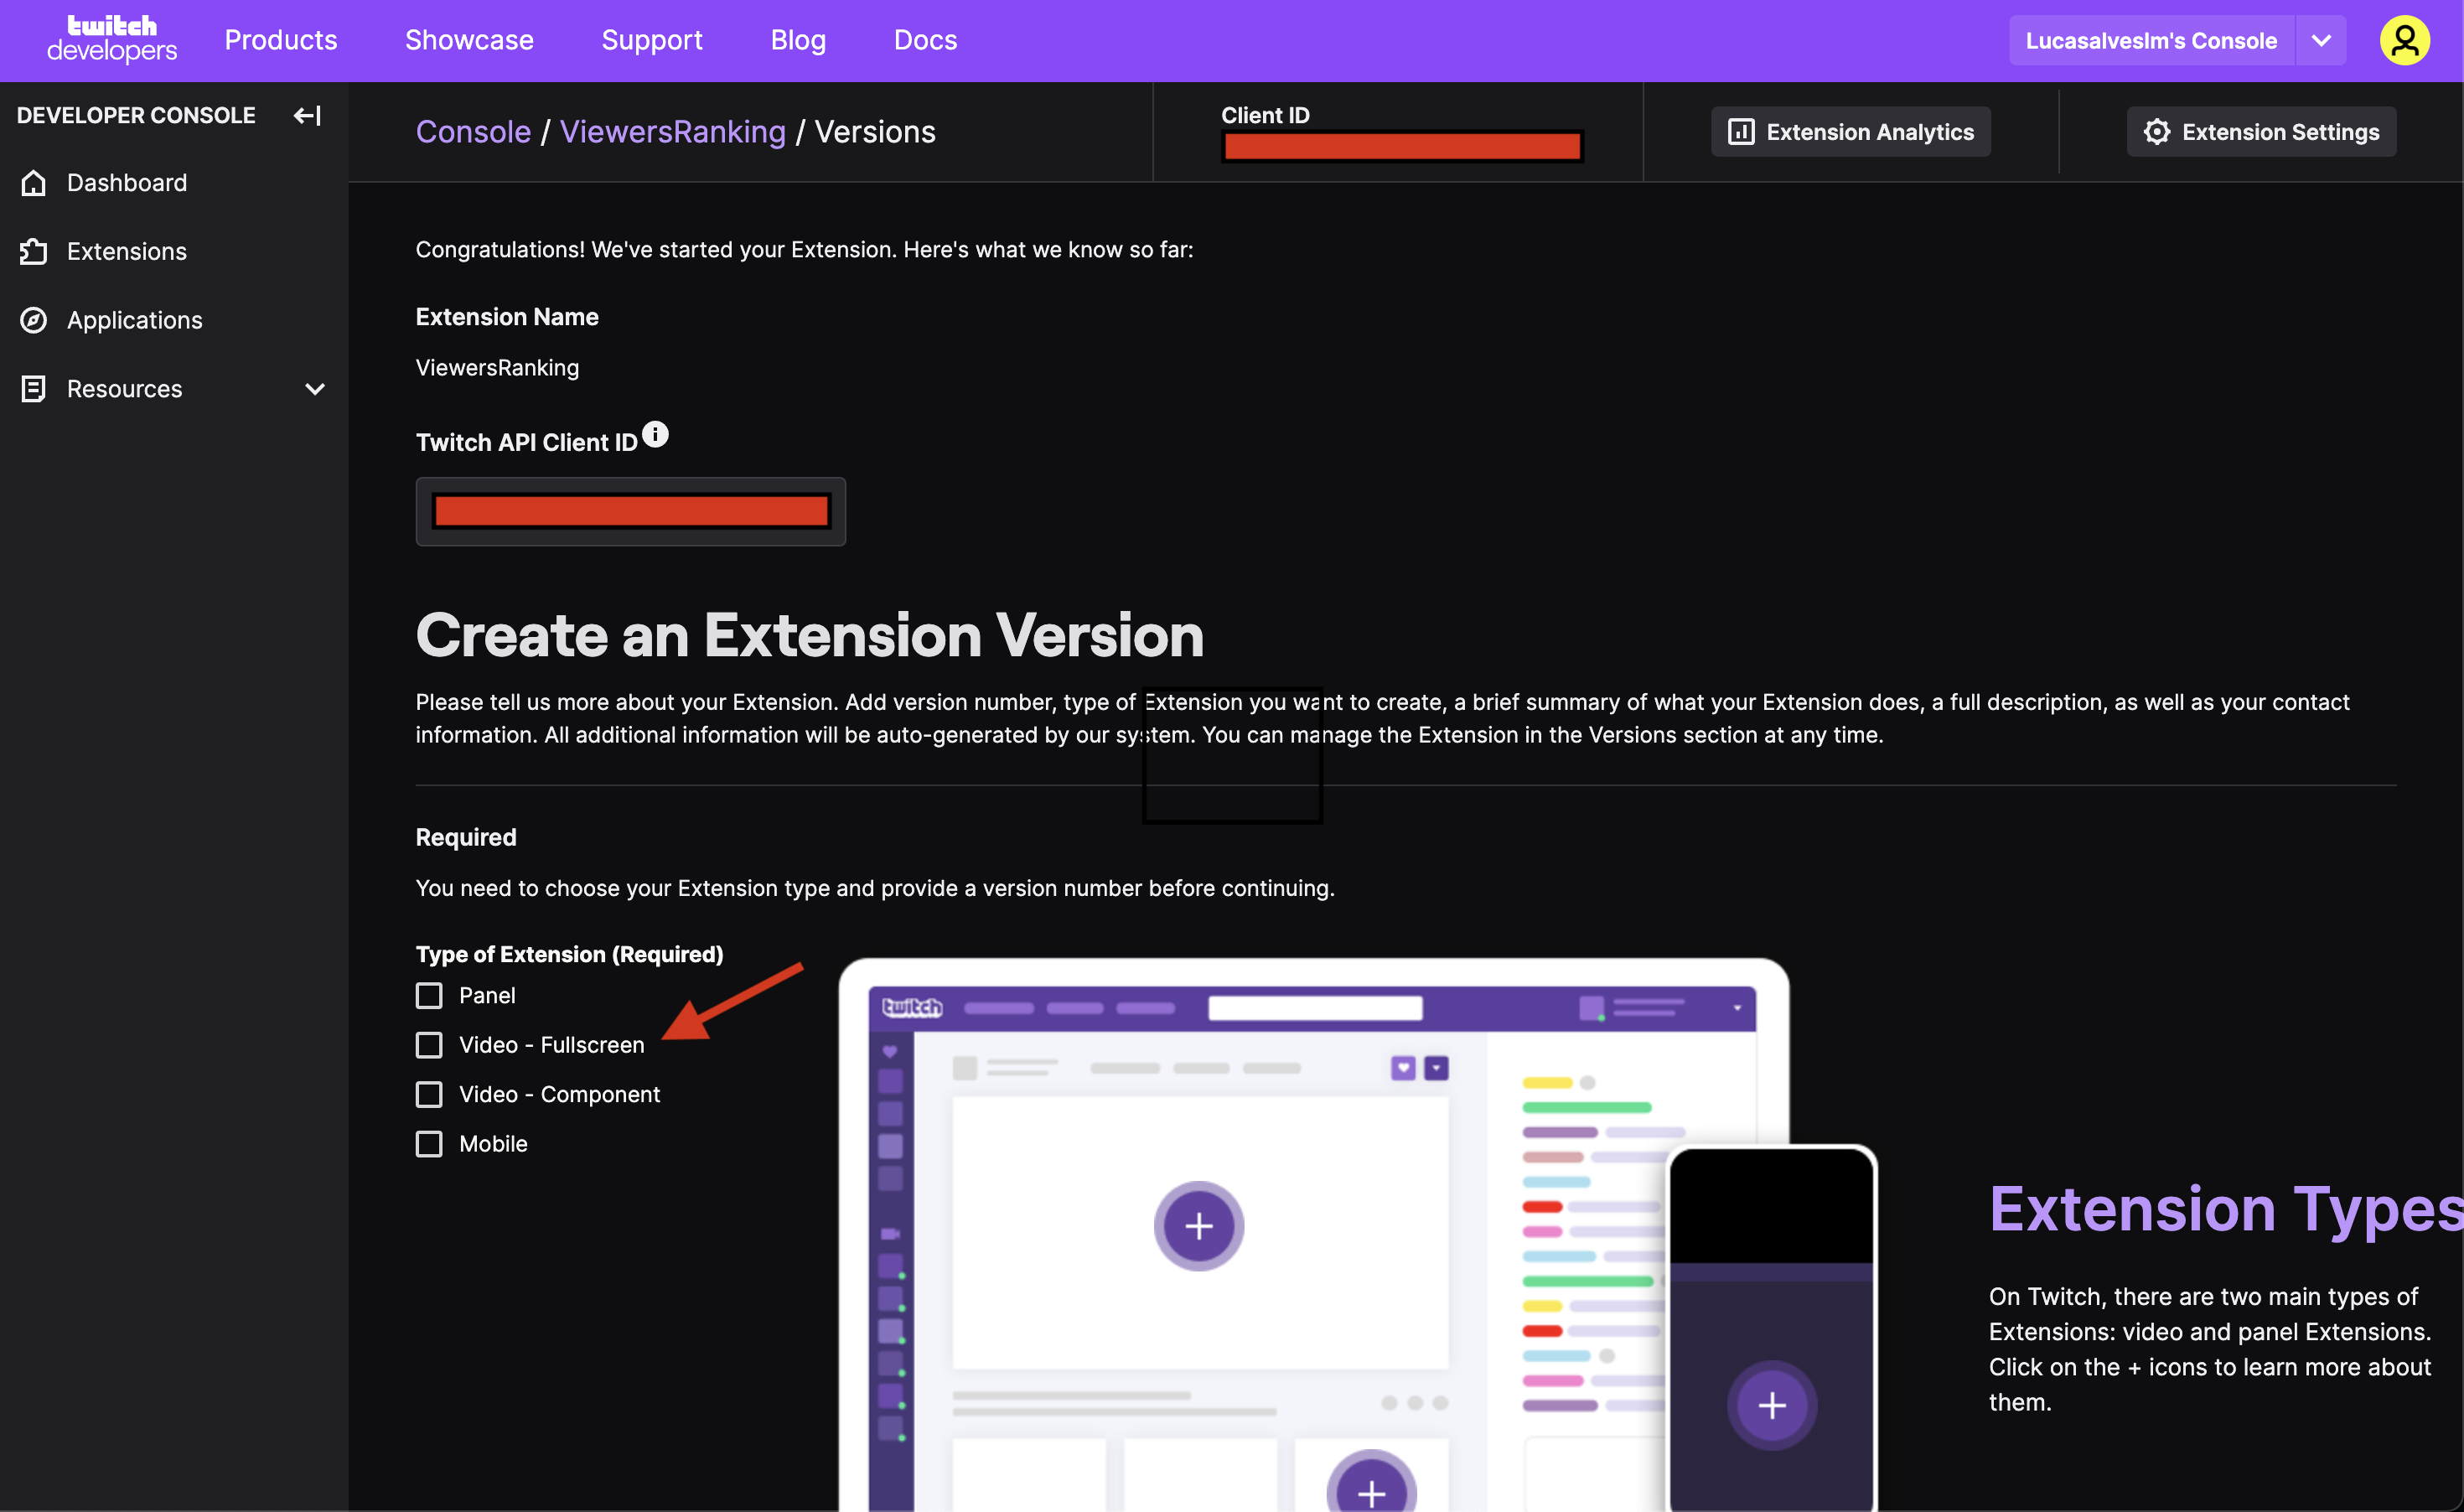 twitch
developers
Products
Showcase
Support
Blog
Docs
Lucasalveslm's Console
DEVELOPER CONSOLE
Dashboard
Extensions
Applications
Resources
Console / ViewersRanking / Versions
Client ID
Extension Analytics
Extension Settings
Congratulations! We've started your Extension. Here's what we know so far:
Extension Name
ViewersRanking
Twitch API Client ID
Create an Extension Version
Please tell us more about your Extension. Add version number, type of Extension you want to create, a brief summary of what your Extension does, a full description, as well as your contact
information. All additional information will be auto-generated by our system. You can manage the Extension in the Versions section at any time.
Required
You need to choose your Extension type and provide a version number before continuing.
Type of Extension (Required)
Panel
Video - Fullscreen
Video - Component
Mobile
twitch
Extension Types
On Twitch, there are two main types of
Extensions: video and panel Extensions.
Click on the + icons to learn more about
them.